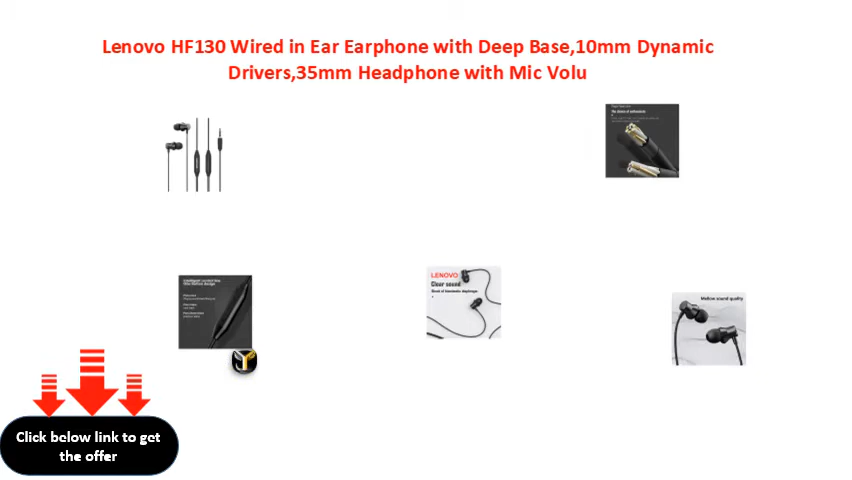 Lenovo HF130 Wired in Ear Earphone with Deep Base,10mm Dynamic
Drivers,35mm Headphone with Mic Volu
LENOVO
Clear sound
Mellow sound quality
Click below link to get
the offer